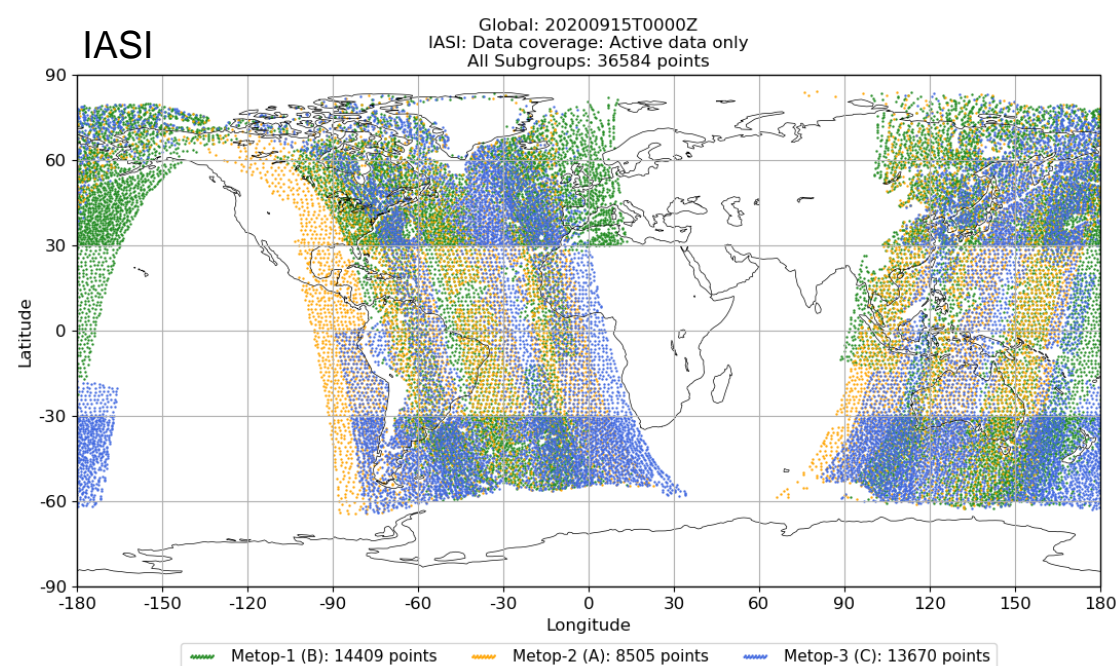 IASI
Global: 20200915T0000Z
IASI: Data coverage: Active data only
All Subgroups: 36584 points
90
60
30
0
-30
-60
-90
Latitude
-180 -150 -120 -90 -60 -30 0 30 60 90 120 150 180
Longitude
Metop-1 (B): 14409 points Metop-2 (A): 8505 points Metop-3 (C): 13670 points